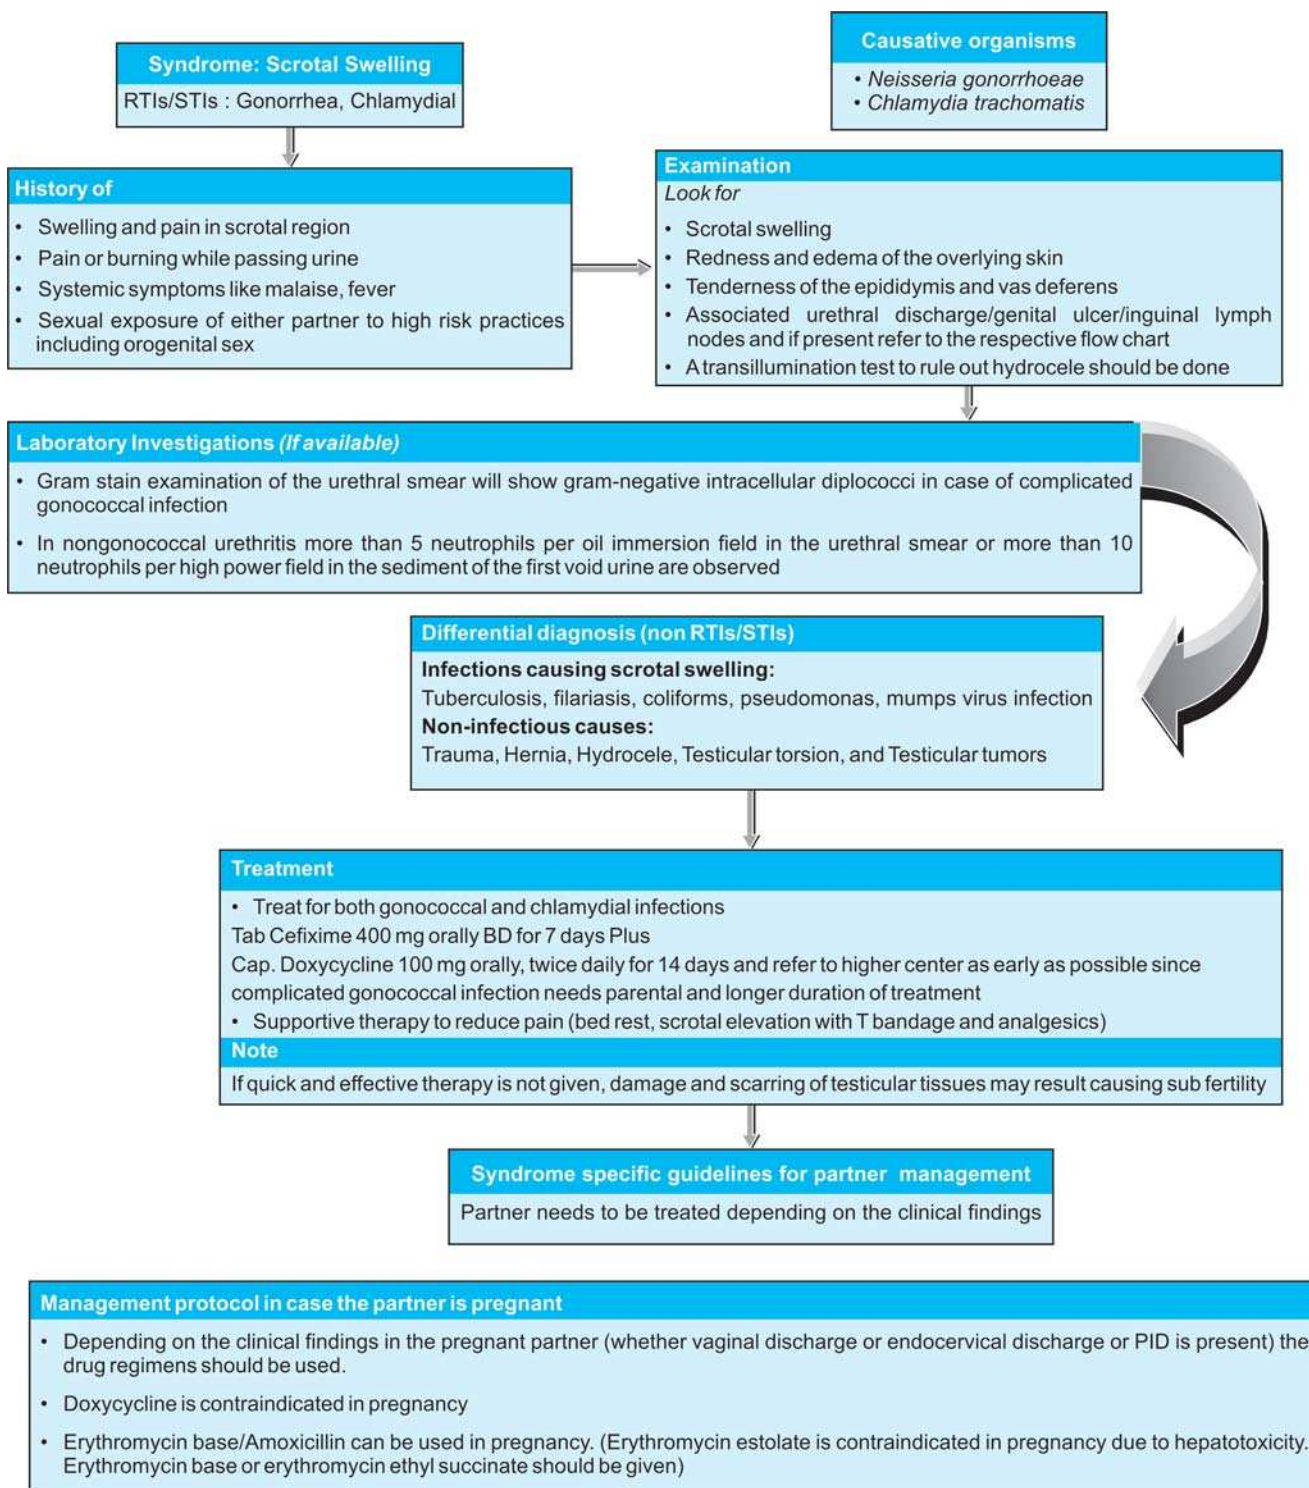 Syndrome: Scrotal Swelling
RTIs/STIs : Gonorrhea, Chlamydial
Causative organisms
• Neisseria gonorrhoeae
• Chlamydia trachomatis
History of
• Swelling and pain in scrotal region
• Pain or burning while passing urine
• Systemic symptoms like malaise, fever
• Sexual exposure of either partner to high risk practices
including orogenital sex
Examination
Look for
• Scrotal swelling
• Redness and edema of the overlying skin
• Tenderness of the epididymis and vas deferens
• Associated urethral discharge/genital ulcer/inguinal lymph
nodes and if present refer to the respective flow chart
• A transillumination test to rule out hydrocele should be done
Laboratory Investigations (If available)
• Gram stain examination of the urethral smear will show gram-negative intracellular diplococci in case of complicated
gonococcal infection
• In nongonococcal urethritis more than 5 neutrophils per oil immersion field in the urethral smear or more than 10
neutrophils per high power field in the sediment of the first void urine are observed
Differential diagnosis (non RTIs/STIs)
Infections causing scrotal swelling:
Tuberculosis, filariasis, coliforms, pseudomonas, mumps virus infection
Non-infectious causes:
Trauma, Hernia, Hydrocele, Testicular torsion, and Testicular tumors
Treatment
• Treat for both gonococcal and chlamydial infections
Tab Cefixime 400 mg orally BD for 7 days Plus
Cap. Doxycycline 100 mg orally, twice daily for 14 days and refer to higher center as early as possible since
complicated gonococcal infection needs parental and longer duration of treatment
• Supportive therapy to reduce pain (bed rest, scrotal elevation with T bandage and analgesics)
Note
If quick and effective therapy is not given, damage and scarring of testicular tissues may result causing sub fertility
Syndrome specific guidelines for partner management
Partner needs to be treated depending on the clinical findings
Management protocol in case the partner is pregnant
• Depending on the clinical findings in the pregnant partner (whether vaginal discharge or endocervical discharge or PID is present) the
drug regimens should be used.
• Doxycycline is contraindicated in pregnancy
• Erythromycin base/Amoxicillin can be used in pregnancy. (Erythromycin estolate is contraindicated in pregnancy due to hepatotoxicity.
Erythromycin base or erythromycin ethyl succinate should be given)